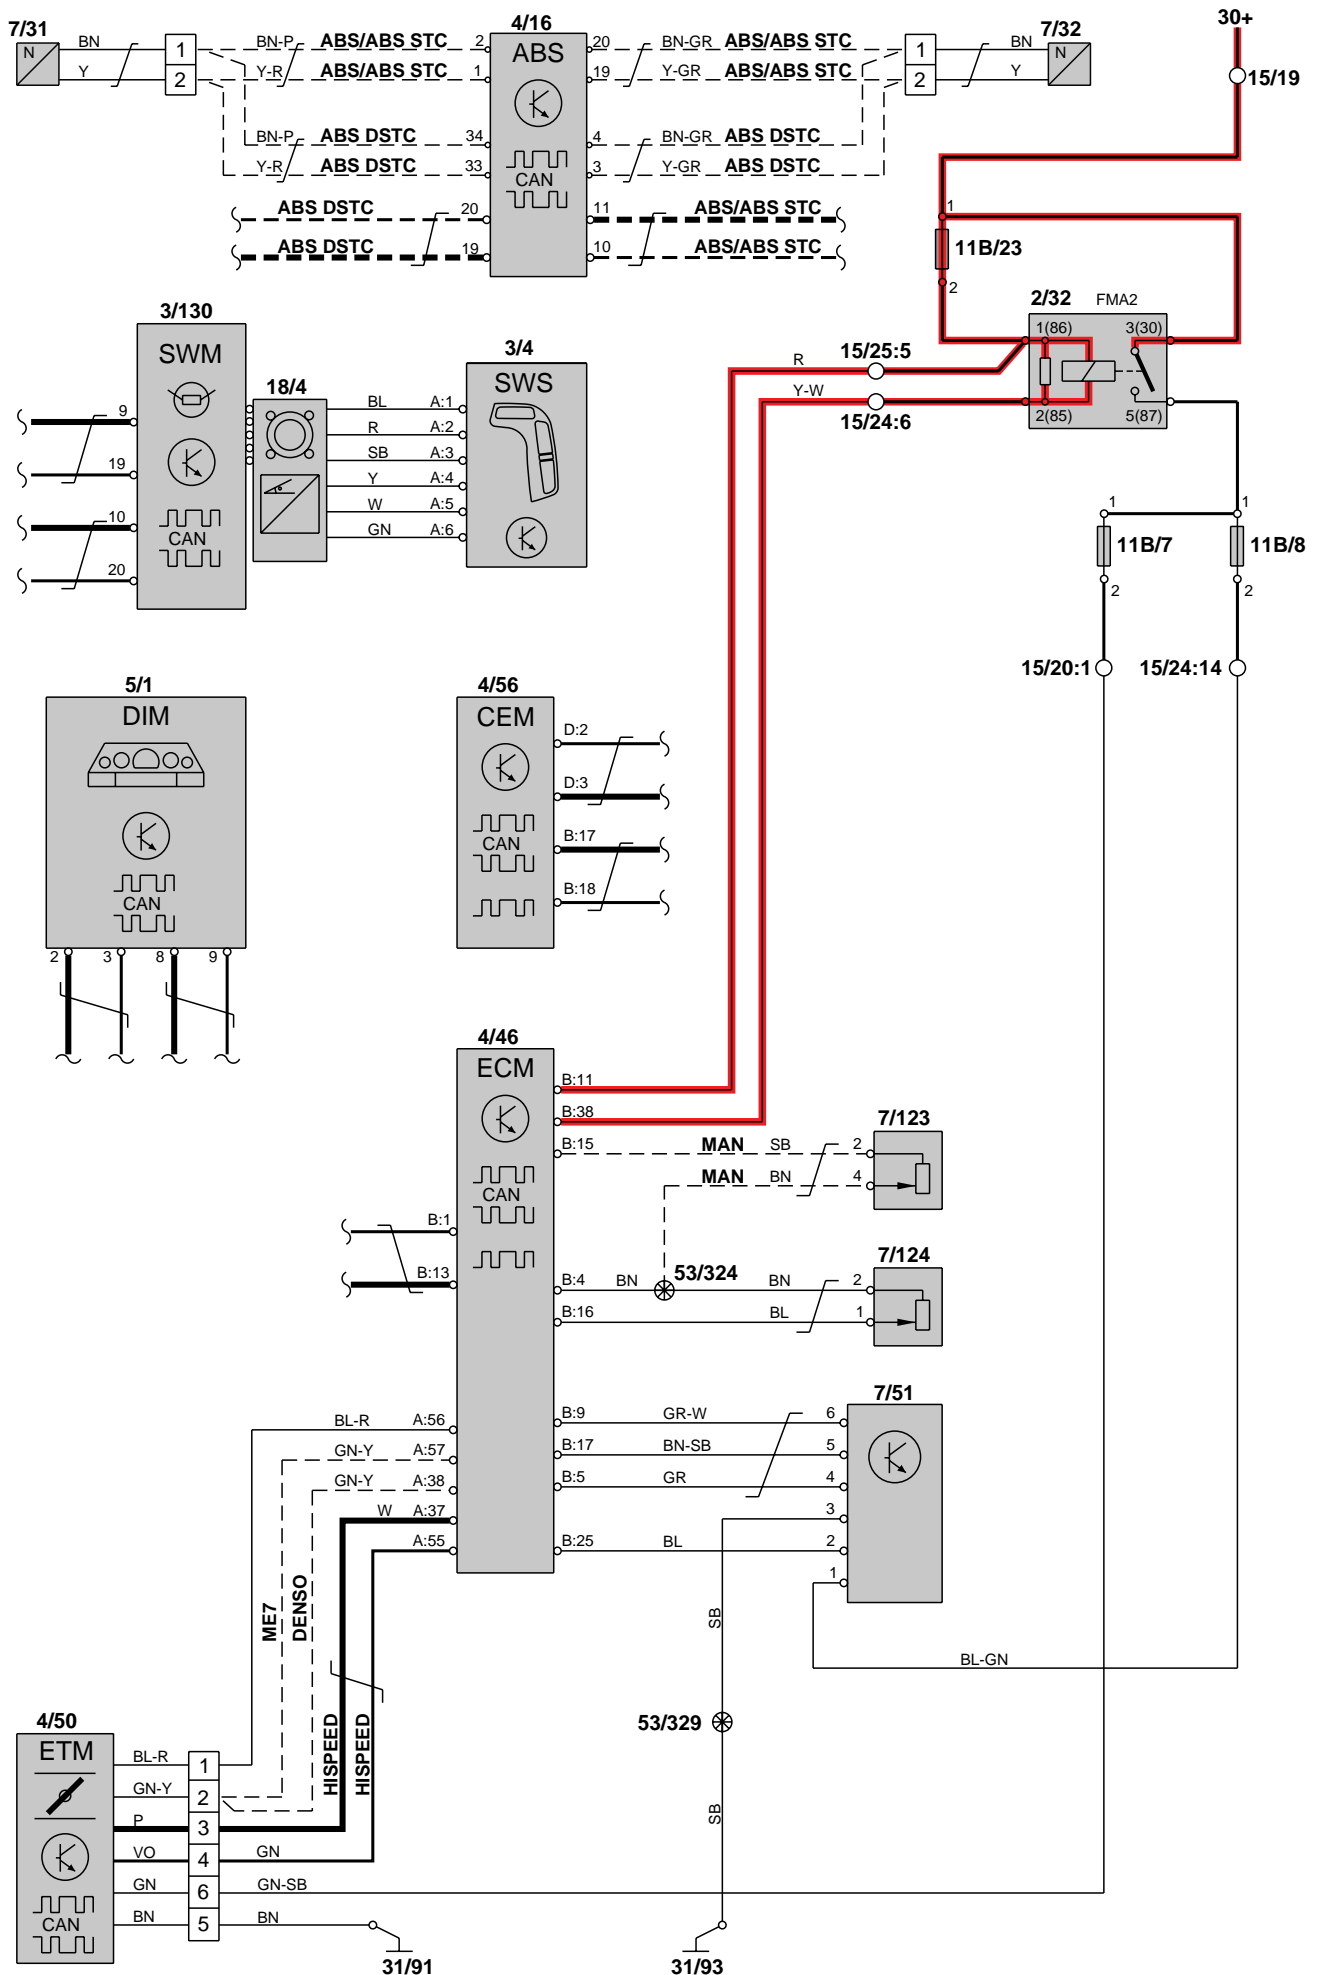 7/31
BN
Y
N
1
2
BN-P
ABS/ABS STC
2
Y-R
ABS/ABS STC
1
BN-P
ABS DSTC
34
Y-R
ABS DSTC
33
ABS DSTC
20
ABS DSTC
19
4/16
ABS
CAN
20
BN-GR
ABS/ABS STC
19
Y-GR
ABS/ABS STC
4
BN-GR
ABS DSTC
3
Y-GR
ABS DSTC
11
ABS/ABS STC
10
ABS/ABS STC
1
2
BN
Y
7/32
N
30+
15/19
1
11B/23
2
2/32
FMA2
1(86)
3(30)
2(85)
5(87)
R
15/25:5
Y-W
15/24:6
1
1
11B/7
11B/8
2
2
15/20:1
15/24:14
3/130
SWM
CAN
9
19
10
20
18/4
BL
A:1
R
A:2
SB
A:3
Y
A:4
W
A:5
GN
A:6
3/4
SWS
5/1
DIM
CAN
2
3
8
9
4/56
CEM
CAN
D:2
D:3
B:17
B:18
4/46
ECM
CAN
B:11
B:38
B:15
MAN
SB
2
MAN
BN
4
7/123
B:1
B:13
B:4
BN
53/324
BN
2
B:16
BL
1
7/124
7/51
B:9
GR-W
6
B:17
BN-SB
5
B:5
GR
4
3
B:25
BL
2
1
BL-R
A:56
GN-Y
A:57
GN-Y
A:38
W
A:37
A:55
ME7
DENSO
HISPEED
HISPEED
SB
BL-GN
53/329
SB
4/50
ETM
CAN
BL-R
1
GN-Y
2
P
3
VO
4
GN
GN
6
GN-SB
BN
5
BN
31/91
31/93